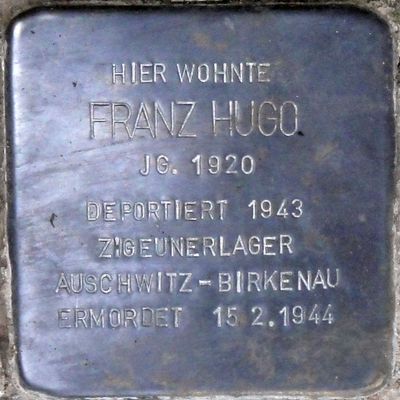 HIER WOHNTE
FRANZ HUGO
JG. 1920
DEPORTIERT 1943
ZIGEUNERLAGER
AUSCHWITZ-BIRKENAU
ERMORDET 15.2.1944